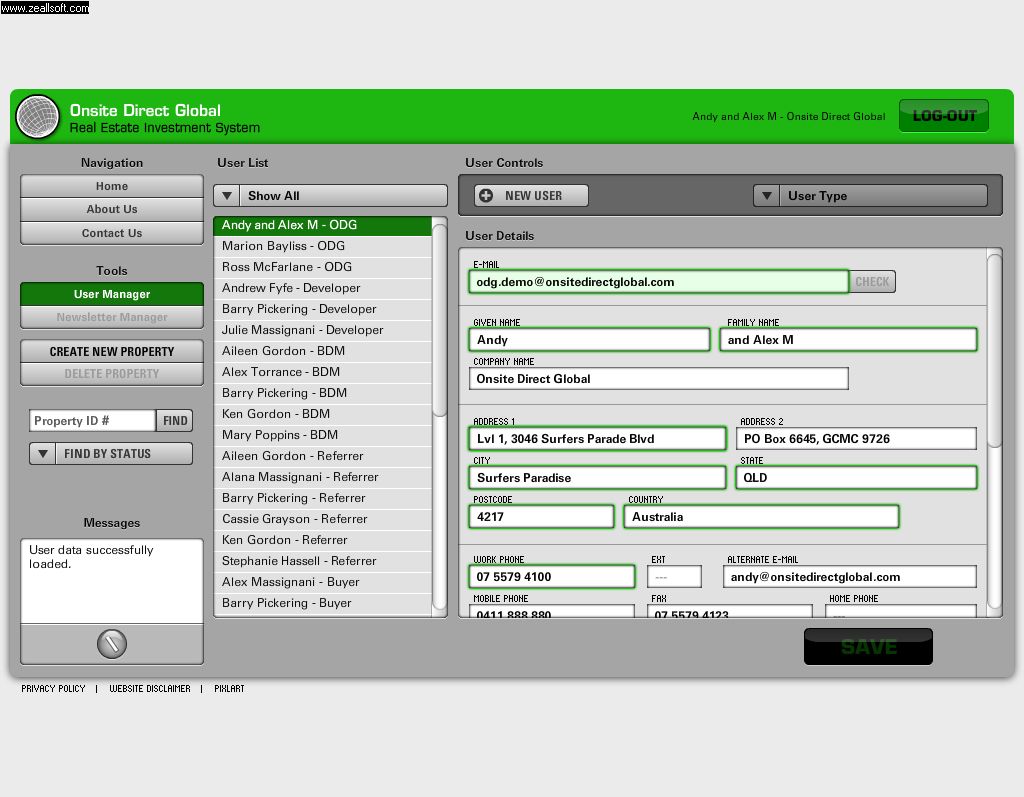 www.zeallsoft.com
Onsite Direct Global
Real Estate Investment System
Andy and Alex M - Onsite Direct Global
LOG-OUT
Navigation
Home
About Us
Contact Us
Tools
User Manager
Newsletter Manager
CREATE NEW PROPERTY
DELETE PROPERTY
Property ID #
FIND
FIND BY STATUS
Messages
User data successfully
loaded.
User List
Show All
Andy and Alex M - ODG
Marion Bayliss - ODG
Ross McFarlane - ODG
Andrew Fyfe - Developer
Barry Pickering - Developer
Julie Massignani - Developer
Aileen Gordon - BDM
Alex Torrance - BDM
Barry Pickering - BDM
Ken Gordon - BDM
Mary Poppins - BDM
Aileen Gordon - Referrer
Alana Massignani - Referrer
Barry Pickering - Referrer
Cassie Grayson - Referrer
Ken Gordon - Referrer
Stephanie Hassell - Referrer
Alex Massignani - Buyer
Barry Pickering - Buyer
User Controls
NEW USER
User Type
User Details
E-MAIL
odg.demo@onsitedirectglobal.com
CHECK
GIVEN NAME
FAMILY NAME
Andy
and Alex M
COMPANY NAME
Onsite Direct Global
ADDRESS 1
ADDRESS 2
Lvl 1, 3046 Surfers Parade Blvd
PO Box 6645, GCMC 9726
CITY
STATE
Surfers Paradise
QLD
POSTCODE
COUNTRY
4217
Australia
WORK PHONE
EXT
ALTERNATE E-MAIL
07 5579 4100
---
andy@onsitedirectglobal.com
MOBILE PHONE
FAX
HOME PHONE
0411 888 880
07 5579 4123
---
SAVE
PRIVACY POLICY | WEBSITE DISCLAIMER | PIXLART